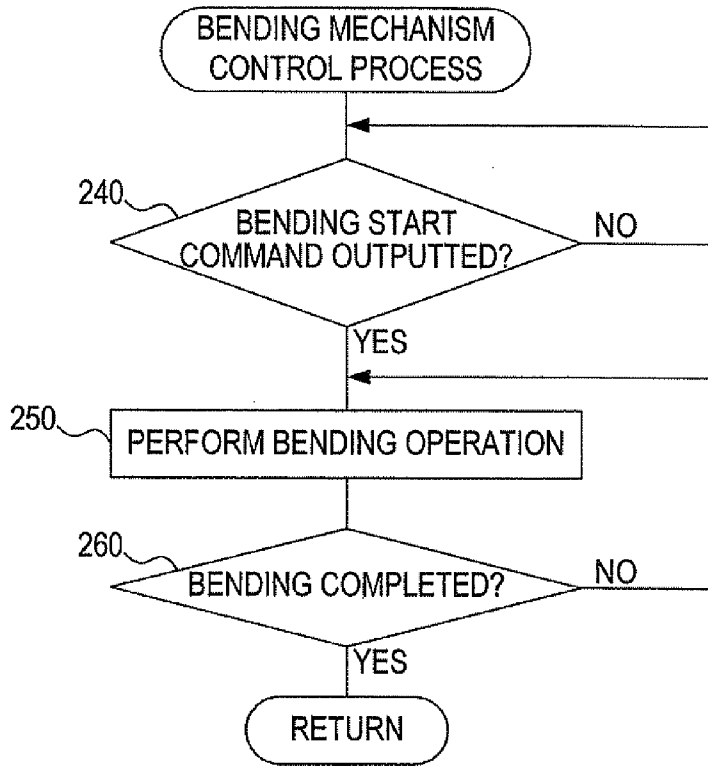 BENDING MECHANISM
CONTROL PROCESS
240
BENDING START
COMMAND OUTPUTTED?
NO
YES
250
PERFORM BENDING OPERATION
260
BENDING COMPLETED?
NO
YES
RETURN